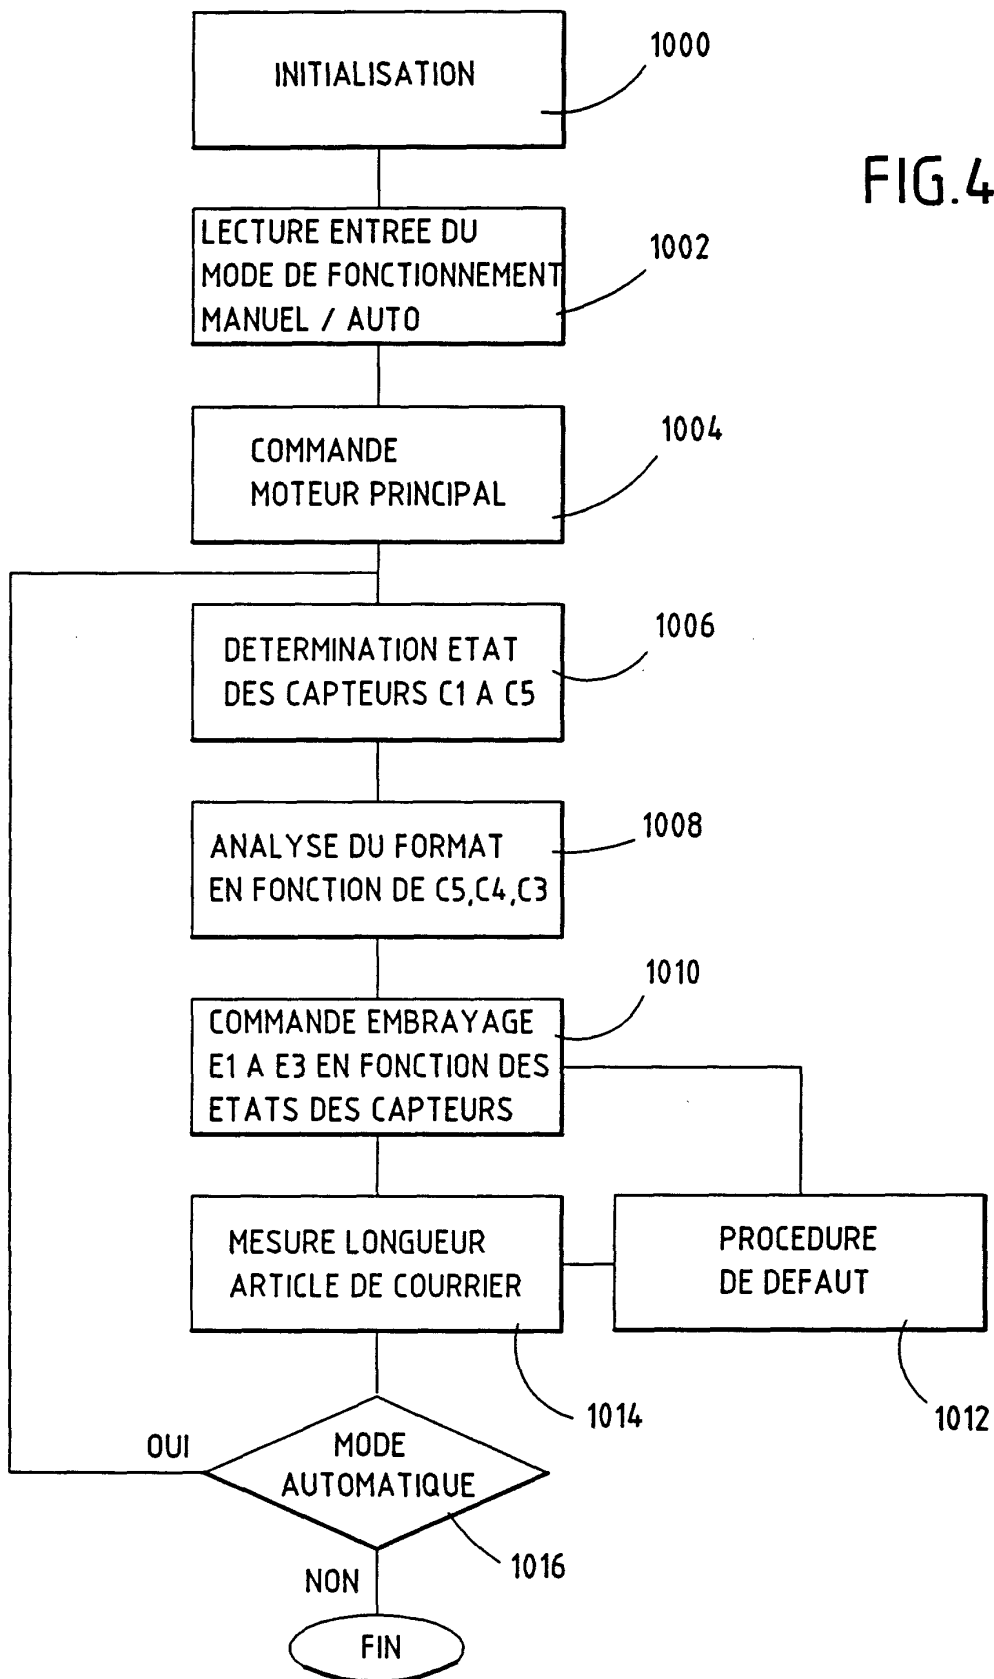 INITIALISATION
1000
FIG.4
LECTURE ENTREE DU
MODE DE FONCTIONNEMENT
MANUEL / AUTO
1002
COMMANDE
MOTEUR PRINCIPAL
1004
DETERMINATION ETAT
DES CAPTEURS C1 A C5
1006
ANALYSE DU FORMAT
EN FONCTION DE C5,C4,C3
1008
COMMANDE EMBRAYAGE
E1 A E3 EN FONCTION DES
ETATS DES CAPTEURS
1010
MESURE LONGUEUR
ARTICLE DE COURRIER
1014
PROCEDURE
DE DEFAUT
1012
OUI
MODE
AUTOMATIQUE
1016
NON
FIN